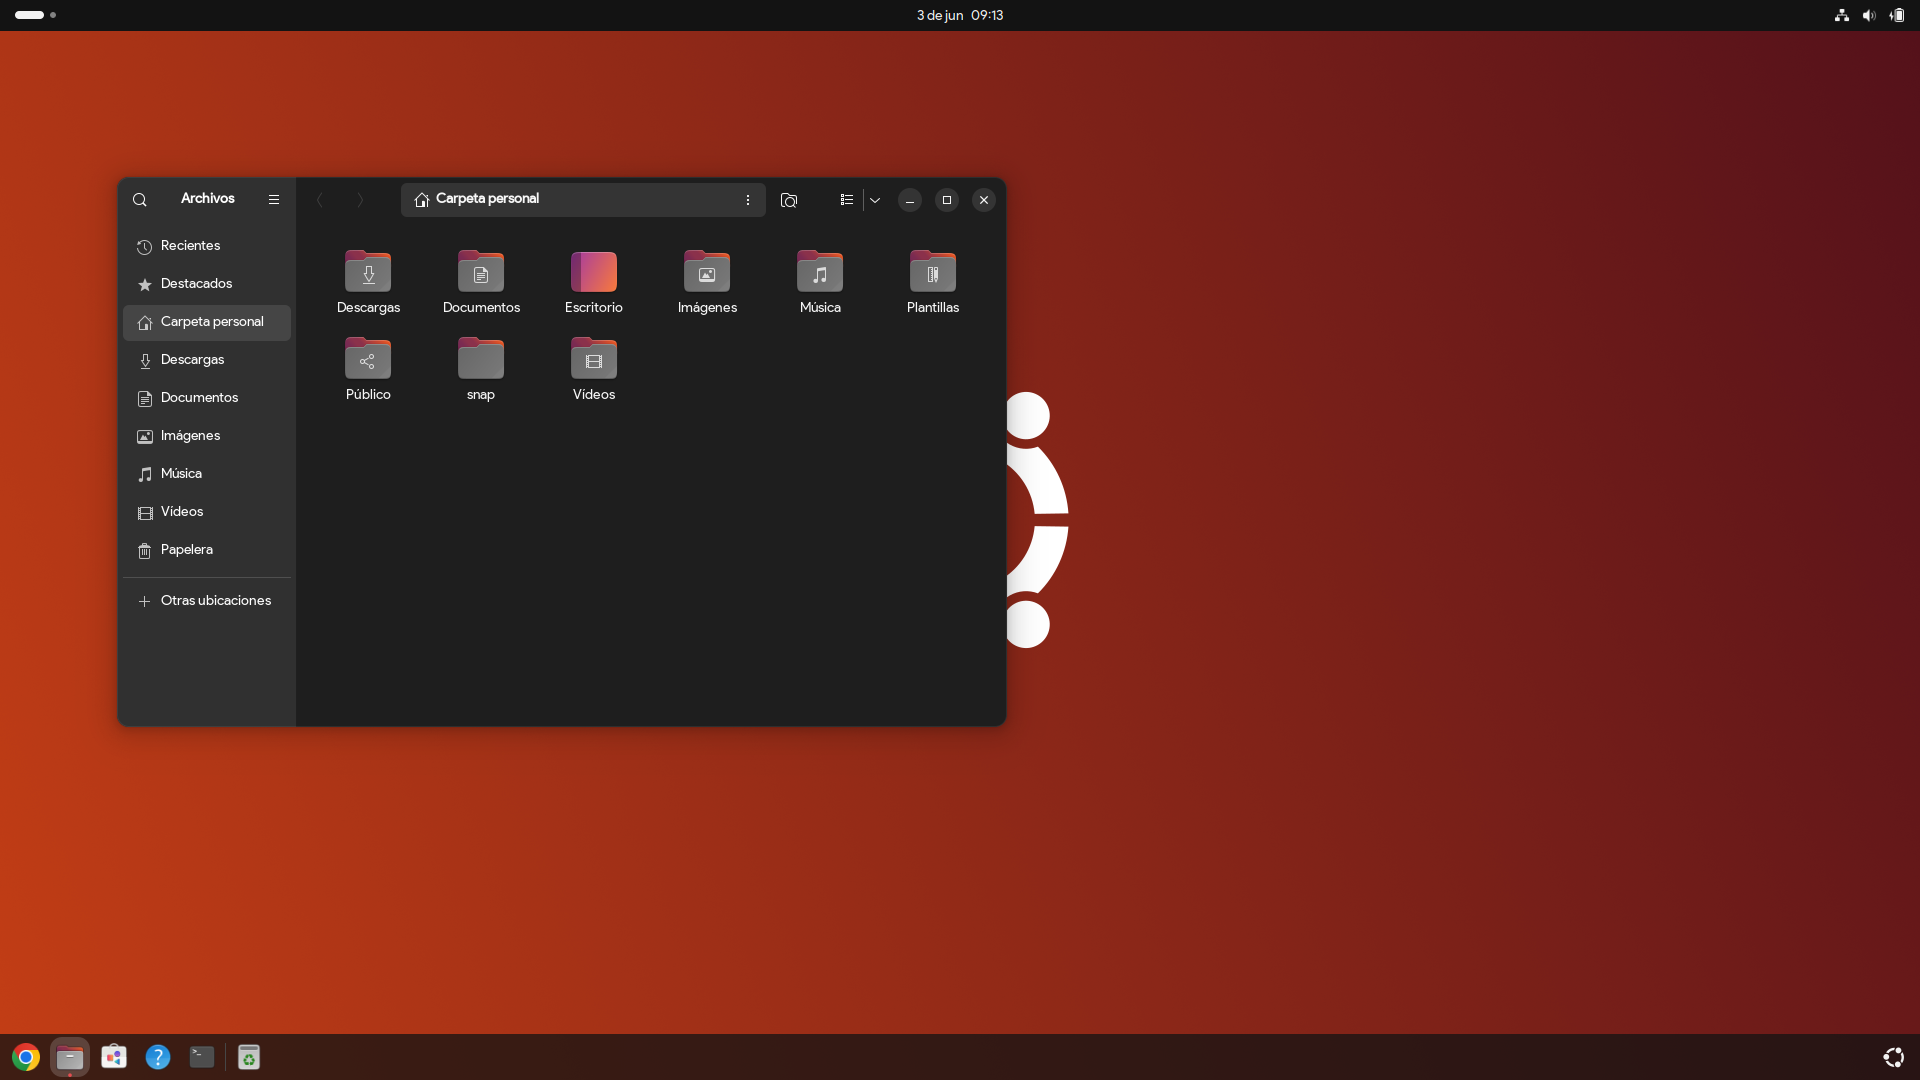 3 de jun 09:13
Archivos
Carpeta personal
Recientes
Destacados
Carpeta personal
Descargas
Documentos
Imágenes
Música
Vídeos
Papelera
Otras ubicaciones
Descargas Documentos Escritorio Imágenes Música Plantillas
Público snap Vídeos